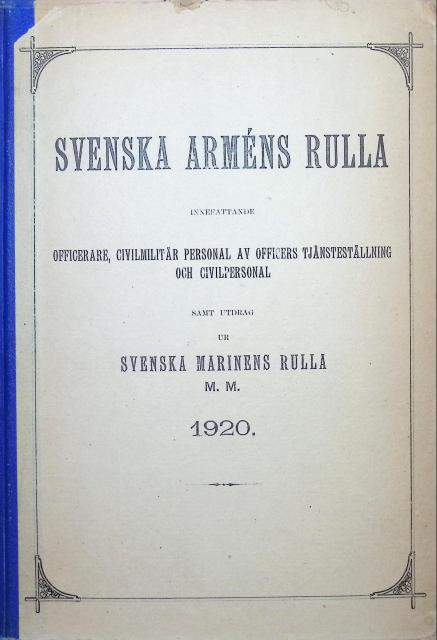 SVENSKA ARMÉNS RULLA
INNEFATTANDE
OFFICERARE, CIVILMILITÄR PERSONAL AV OFFICERS TJÄNSTESTÄLLNING
OCH CIVILPERSONAL
SAMT UTDRAG
UR
SVENSKA MARINENS RULLA
M. M.
1920.